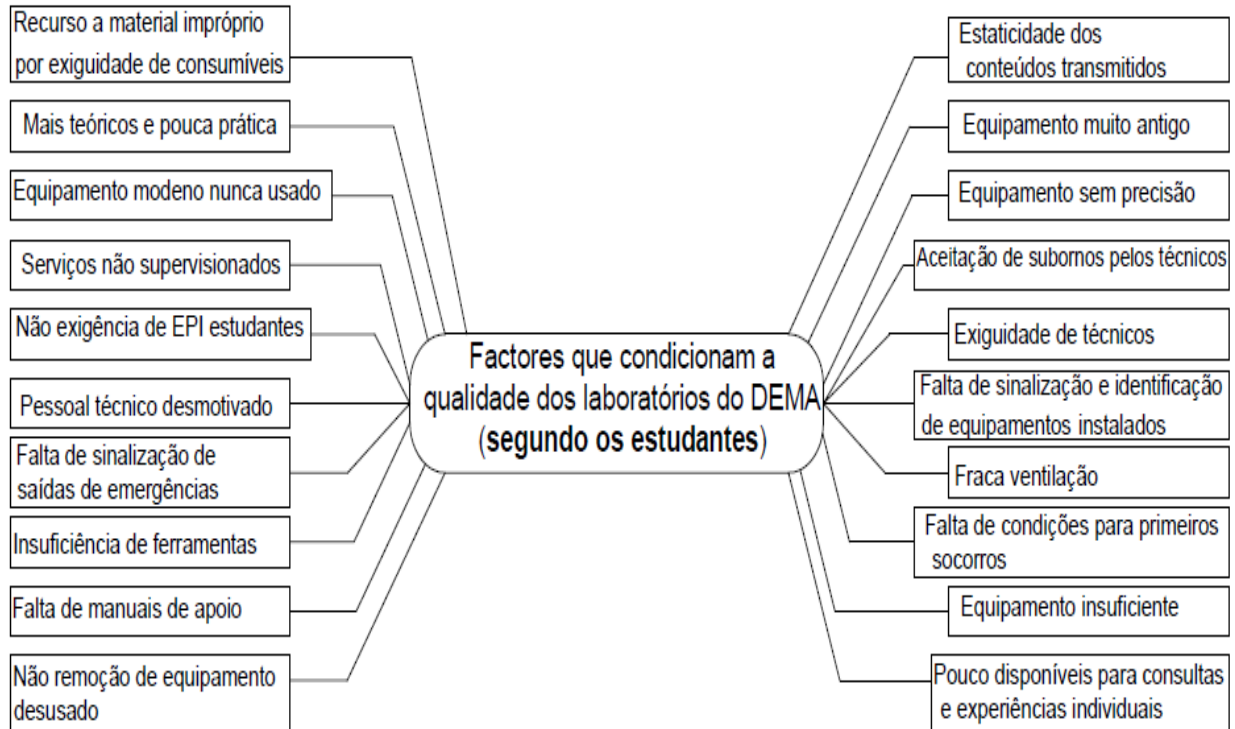 Recurso a material impróprio
por exiguidade de consumíveis
Mais teóricos e pouca prática
Equipamento modeno nunca usado
Serviços não supervisionados
Não exigência de EPI estudantes
Pessoal técnico desmotivado
Falta de sinalização de
saídas de emergências
Insuficiência de ferramentas
Falta de manuais de apoio
Não remoção de equipamento
desusado
Factores que condicionam a
qualidade dos laboratórios do DEMA
(segundo os estudantes)
Estaticidade dos
conteúdos transmitidos
Equipamento muito antigo
Equipamento sem precisão
Aceitação de subornos pelos técnicos
Exiguidade de técnicos
Falta de sinalização e identificação
de equipamentos instalados
Fraca ventilação
Falta de condições para primeiros
socorros
Equipamento insuficiente
Pouco disponíveis para consultas
e experiências individuais